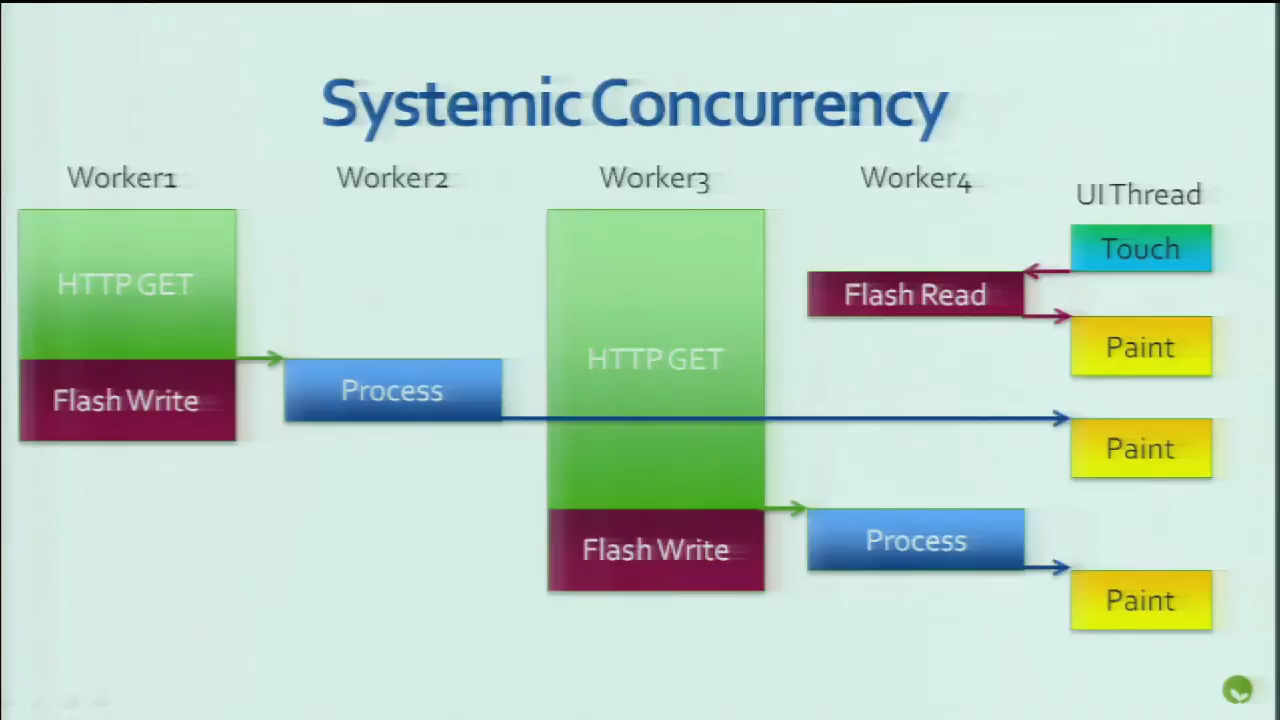 Systemic Concurrency
Worker1
Worker2
Worker3
Worker4
UI Thread
HTTP GET
Flash Write
Process
HTTP GET
Flash Write
Flash Read
Process
Touch
Paint
Paint
Paint